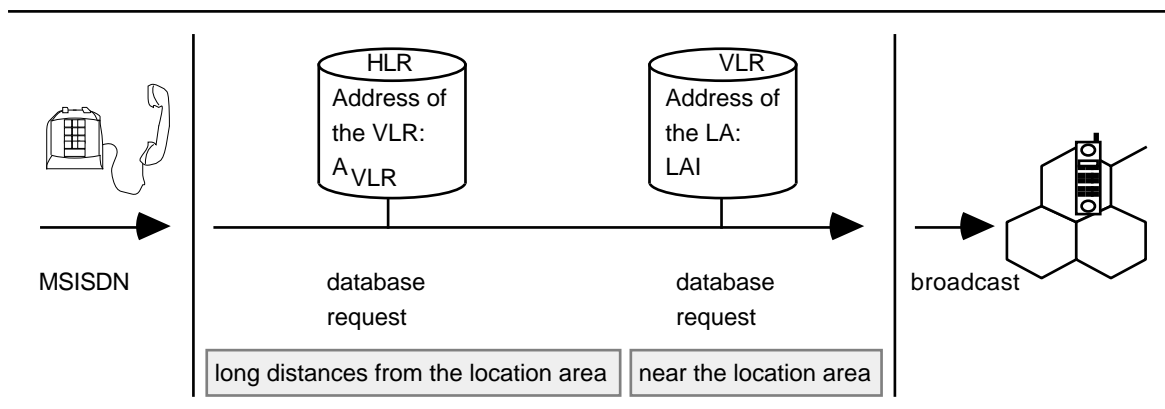 HLR
Address of
the VLR:
AVLR
VLR
Address of
the LA:
LAI
MSISDN
database
request
database
request
broadcast
long distances from the location area
near the location area